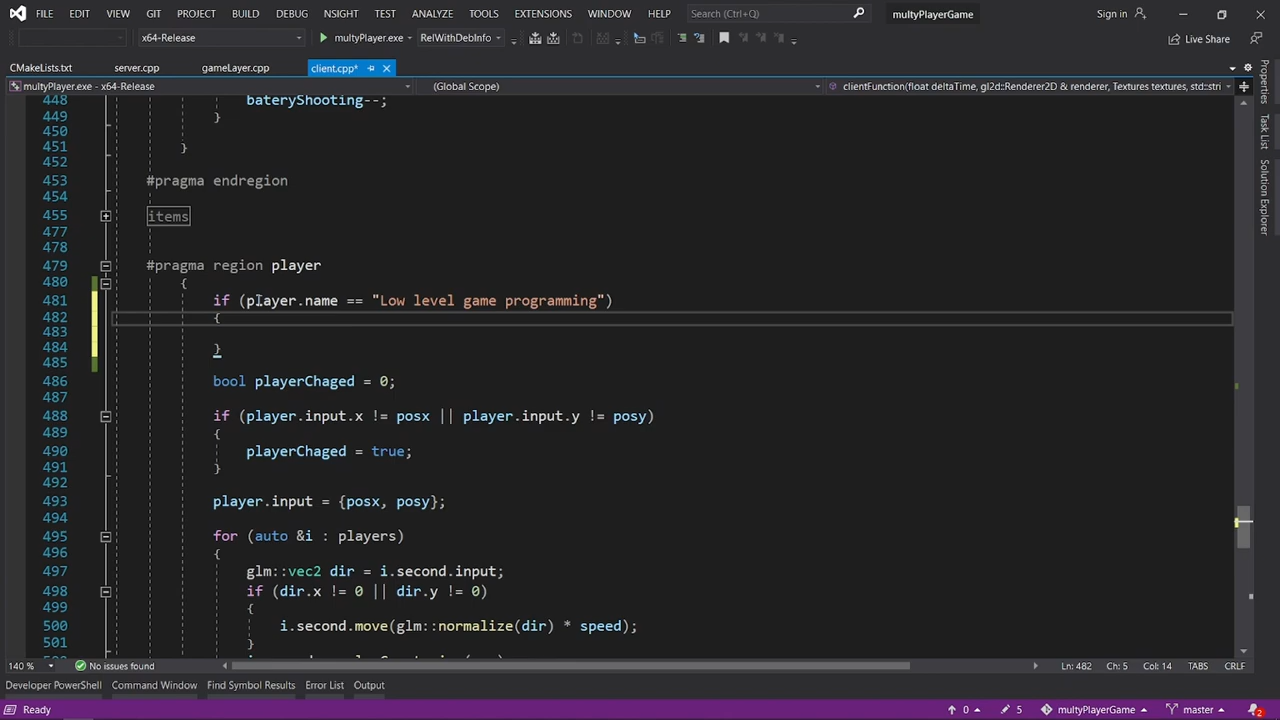 FILE EDIT VIEW GIT PROJECT BUILD DEBUG NSIGHT TEST ANALYZE TOOLS EXTENSIONS WINDOW HELP Search (Ctrl+Q) multyPlayerGame Sign in
x64-Release multyPlayer.exe RelWithDebInfo Live Share
CMakeLists.txt server.cpp gameLayer.cpp client.cpp*
multyPlayer.exe - x64-Release (Global Scope) clientFunction(float deltaTime, gl2d::Renderer2D & renderer, Textures textures, std::stri
448 bateryShooting--;
449 }
450
451 }
452
453 #pragma endregion
454
455 items
477
478
479 #pragma region player
480 {
481 if (player.name == "Low level game programming")
482 {
483
484 }
485
486 bool playerChaged = 0;
487
488 if (player.input.x != posx || player.input.y != posy)
489 {
490 playerChaged = true;
491 }
492
493 player.input = {posx, posy};
494
495 for (auto &i : players)
496 {
497 glm::vec2 dir = i.second.input;
498 if (dir.x != 0 || dir.y != 0)
499 {
500 i.second.move(glm::normalize(dir) * speed);
501 }
140 % No issues found Ln: 482 Ch: 5 Col: 14 TABS CRLF
Developer PowerShell Command Window Find Symbol Results Error List Output
Ready 0 5 multyPlayerGame master 2
Properties
Task List
Solution Explorer